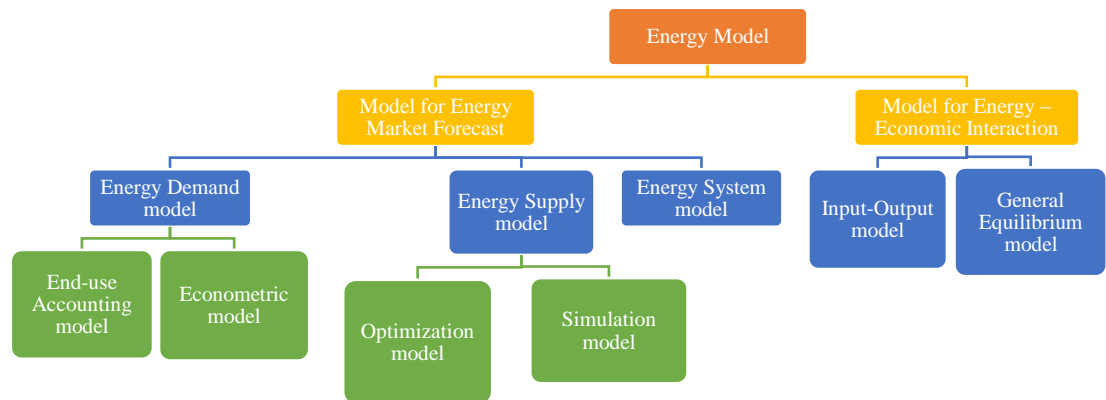 Energy Model
Model for Energy
Market Forecast
Model for Energy –
Economic Interaction
Energy Demand
model
Energy Supply
model
Energy System
model
Input-Output
model
General
Equilibrium
model
End-use
Accounting
model
Econometric
model
Optimization
model
Simulation
model